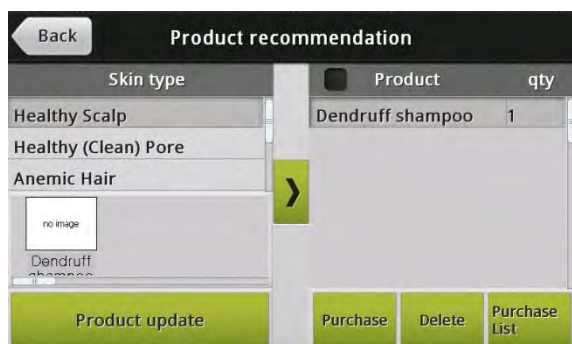 Back
Product recommendation
Skin type
Product qty
Healthy Scalp
Healthy (Clean) Pore
Anemic Hair
Dendruff shampoo 1
no image
Dendruff
shampoo
Product update
Purchase
Delete
Purchase
List